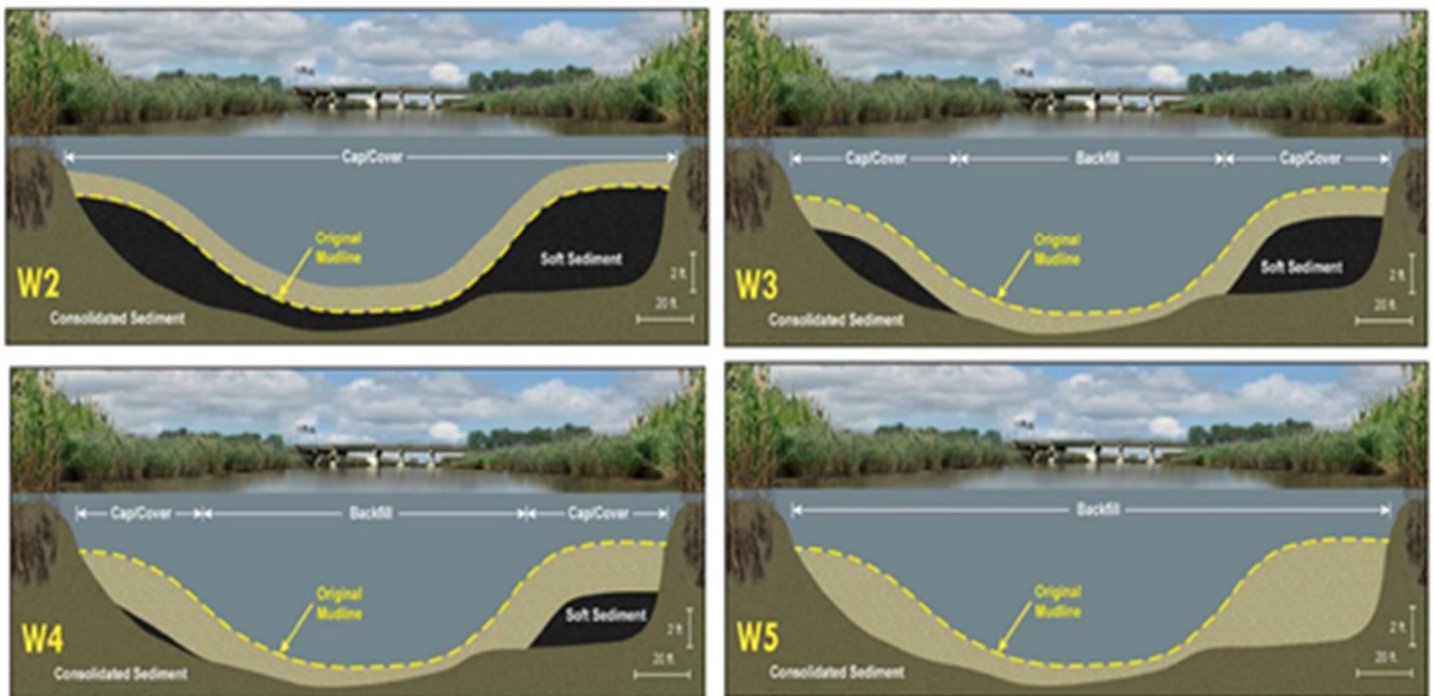 Cap/Cover
Original
Mudline
Soft Sediment
W2
2 ft.
20 ft.
Consolidated Sediment
Cap/Cover
Backfill
Cap/Cover
Original
Mudline
Soft Sediment
W3
2 ft.
20 ft.
Consolidated Sediment
Cap/Cover
Backfill
Cap/Cover
Original
Mudline
Soft Sediment
W4
2 ft.
20 ft.
Consolidated Sediment
Backfill
Original
Mudline
W5
2 ft.
20 ft.
Consolidated Sediment